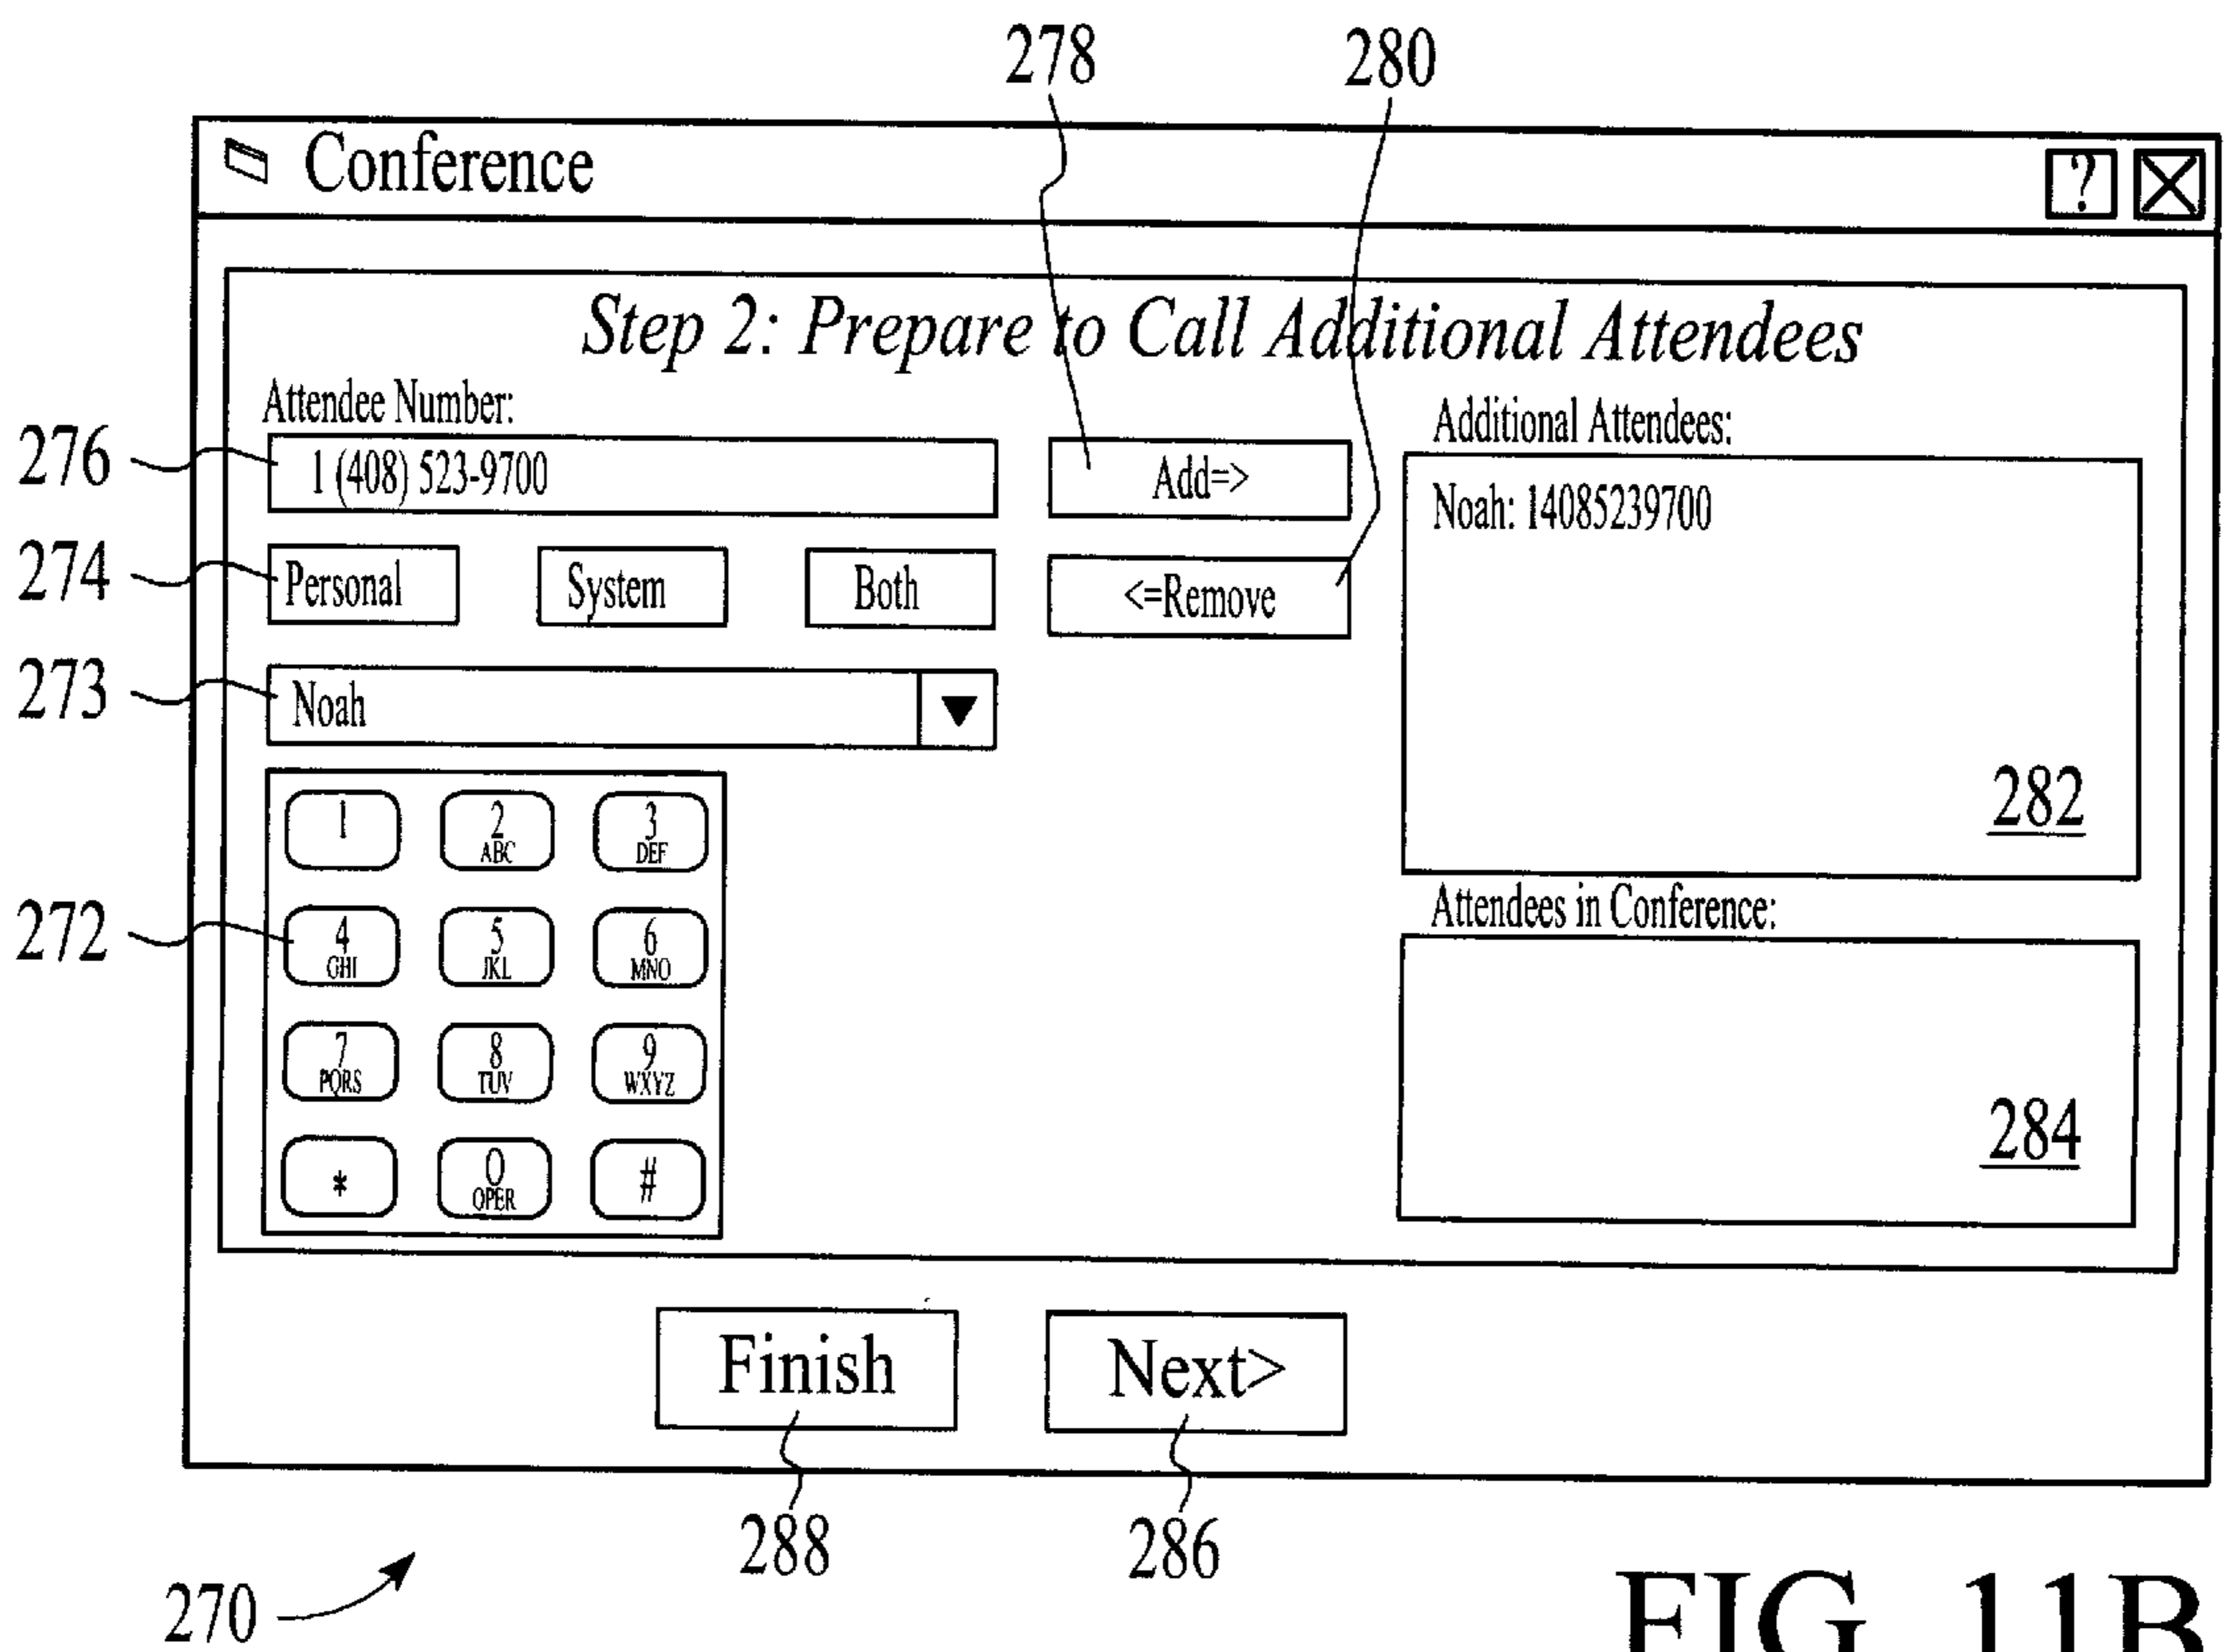 278
280
Conference
?
Step 2: Prepare to Call Additional Attendees
Attendee Number:
Additional Attendees:
276
1 (408) 523-9700
Add=>
Noah: 14085239700
274
Personal
System
Both
<=Remove
273
Noah
282
272
1
2
ABC
3
DEF
4
GHI
5
JKL
6
MNO
7
PQRS
8
TUV
9
WXYZ
*
0
OPER
#
Attendees in Conference:
284
Finish
Next>
288
286
270
FIG. 11B